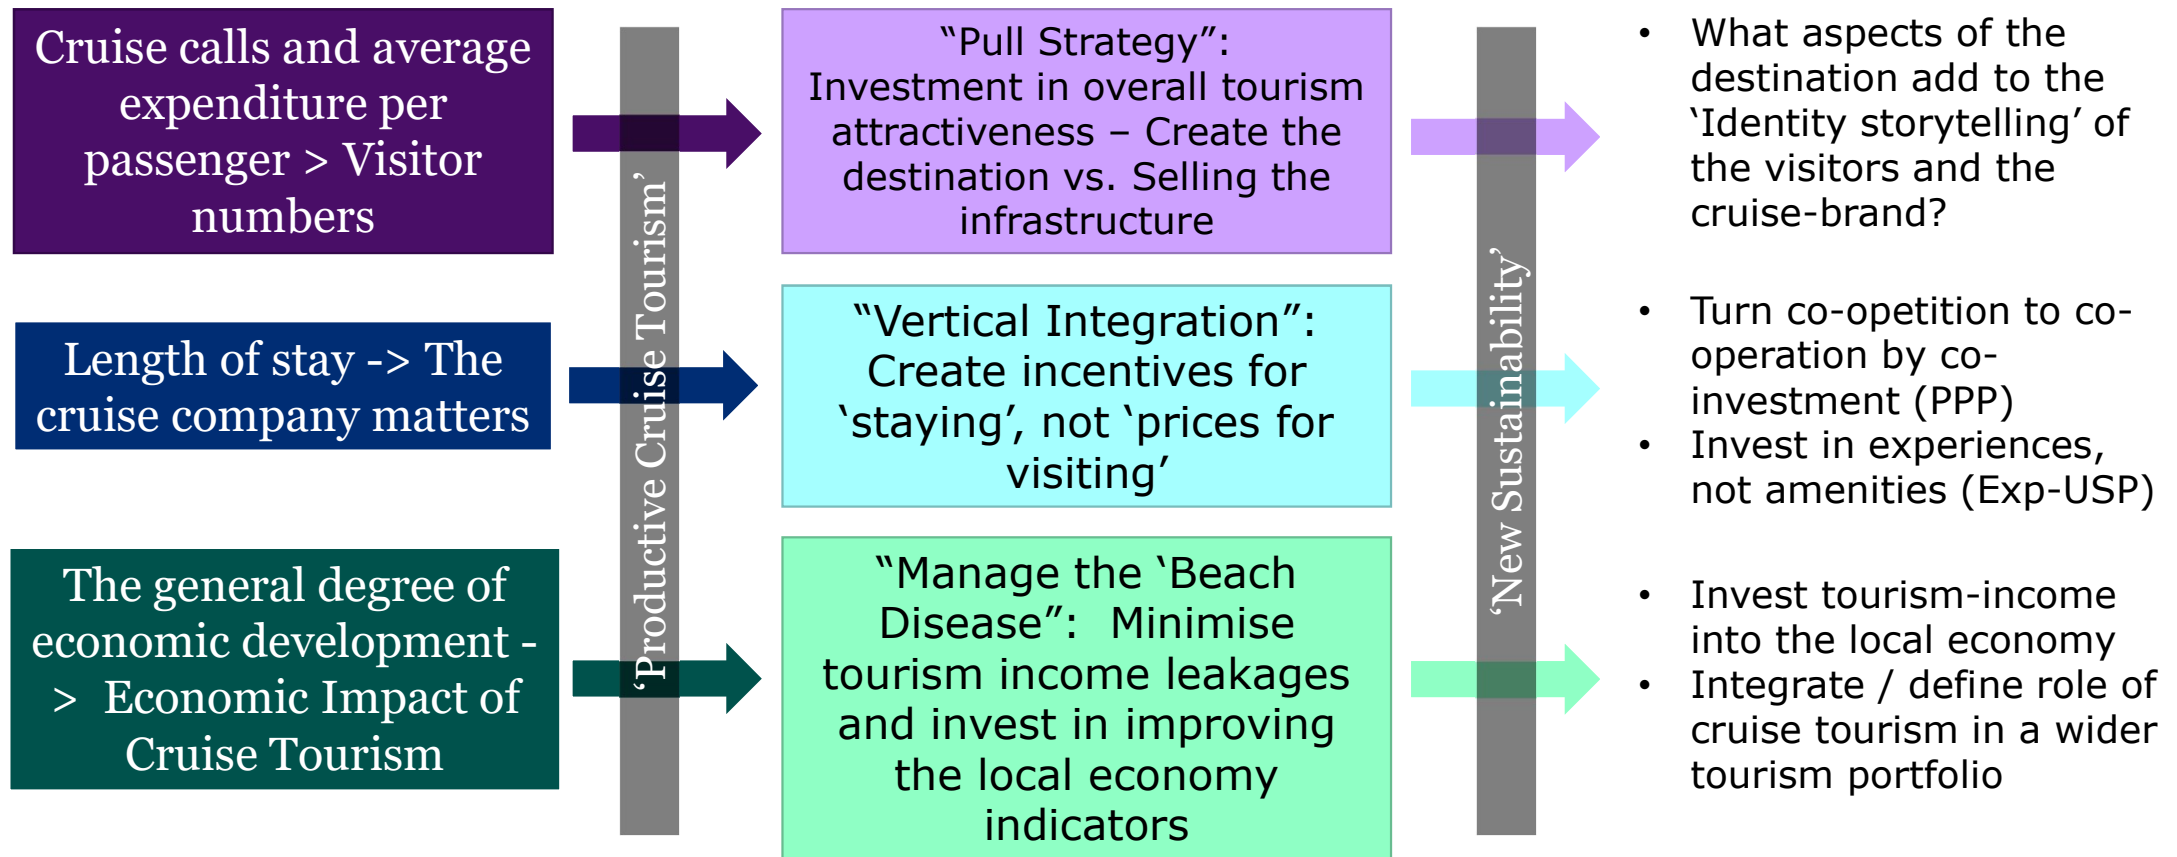 Cruise calls and average
expenditure per
passenger > Visitor
numbers
Length of stay -> The
cruise company matters
The general degree of
economic development -
> Economic Impact of
Cruise Tourism
‘Productive Cruise Tourism’
“Pull Strategy”:
Investment in overall tourism
attractiveness – Create the
destination vs. Selling the
infrastructure
“Vertical Integration”:
Create incentives for
‘staying’, not ‘prices for
visiting’
“Manage the ‘Beach
Disease”:  Minimise
tourism income leakages
and invest in improving
the local economy
indicators
‘New Sustainability’
• What aspects of the
destination add to the
‘Identity storytelling’ of
the visitors and the
cruise-brand?
• Turn co-opetition to co-
operation by co-
investment (PPP)
• Invest in experiences,
not amenities (Exp-USP)
• Invest tourism-income
into the local economy
• Integrate / define role of
cruise tourism in a wider
tourism portfolio